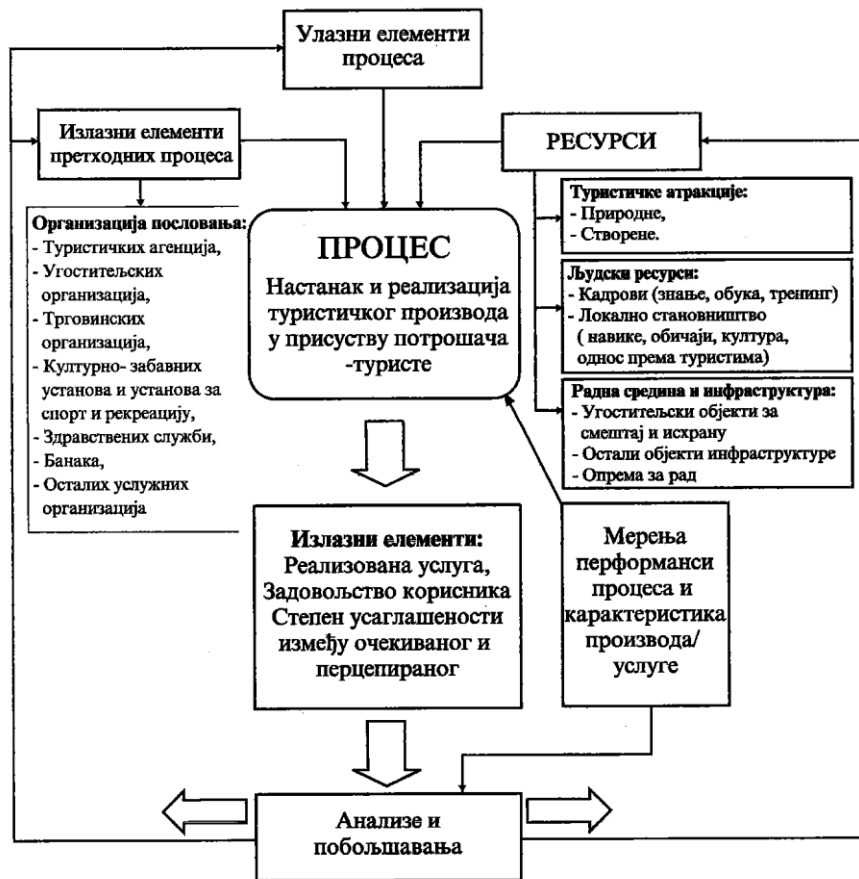 Улазни елементи
процеса
Излазни елементи
претходних процеса
РЕСУРСИ
Организација пословања:
- Туристичких агенција,
- Угоститељских
организација,
- Трговинских
организација,
- Културно- забавних
установа и установа за
спорт и рекреацију,
- Здравствених служби,
- Банака,
- Осталих услужних
организација
ПРОЦЕС
Настанак и реализација
туристичког производа
у присуству потрошача
-туристе
Туристичке атракције:
- Природне,
- Створене.
Људски ресурси:
- Кадрови (знање, обука, тренинг)
- Локално становништво
( навике, обичаји, култура,
однос према туристима)
Радна средина и инфраструктура:
- Угоститељски објекти за
смештај и исхрану
- Остали објекти инфраструктуре
- Опрема за рад
Излазни елементи:
Реализована услуга,
Задовољство корисника
Степен усаглашености
између очекиваног и
перцепираног
Мерења
перформанси
процеса и
карактеристика
производа/
услуге
Анализе и
побољшавања